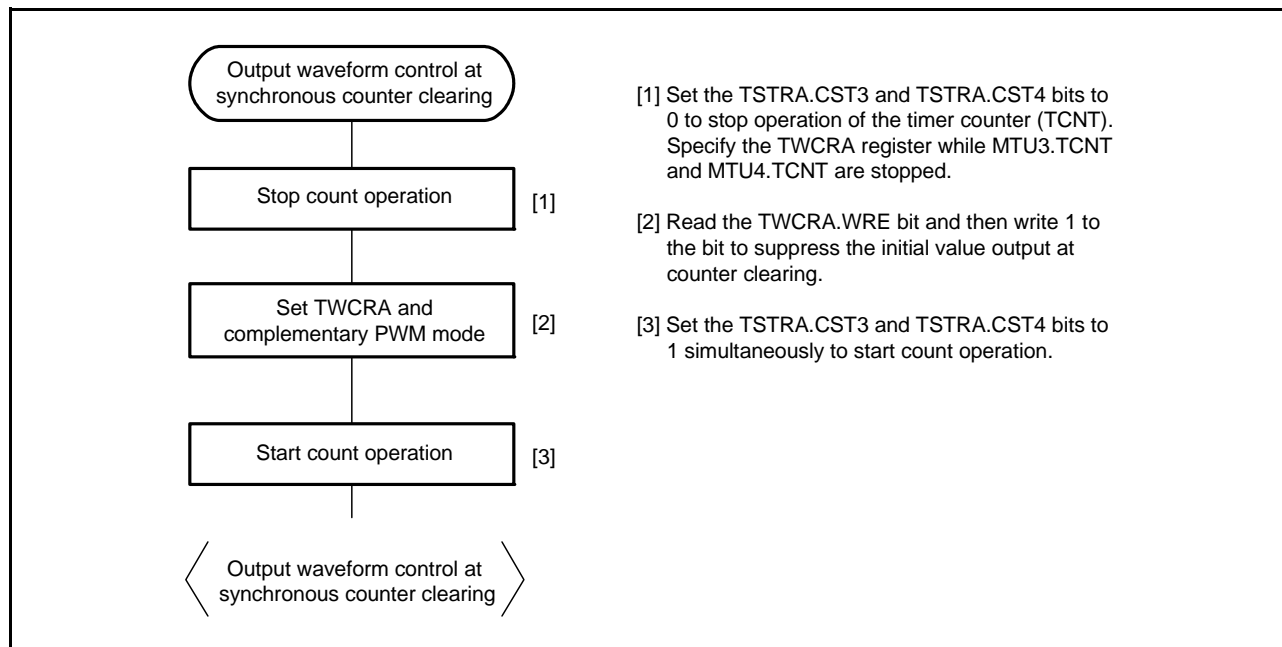 Output waveform control at
synchronous counter clearing
Stop count operation
[1]
Set TWCRA and
complementary PWM mode
[2]
Start count operation
[3]
Output waveform control at
synchronous counter clearing
[1] Set the TSTRA.CST3 and TSTRA.CST4 bits to
0 to stop operation of the timer counter (TCNT).
Specify the TWCRA register while MTU3.TCNT
and MTU4.TCNT are stopped.
[2] Read the TWCRA.WRE bit and then write 1 to
the bit to suppress the initial value output at
counter clearing.
[3] Set the TSTRA.CST3 and TSTRA.CST4 bits to
1 simultaneously to start count operation.